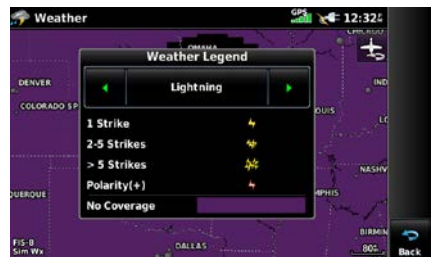 Weather
GPS
12:32
OMAHA
CHICAGO
Weather Legend
DENVER
Lightning
IND
COLORADO SP
OUIS
1 Strike
2-5 Strikes
> 5 Strikes
NASHV
Polarity(+)
QUERQUE
MPHIS
No Coverage
BIRMIN
FIS-B
Sim Wx
DALLAS
80
Back